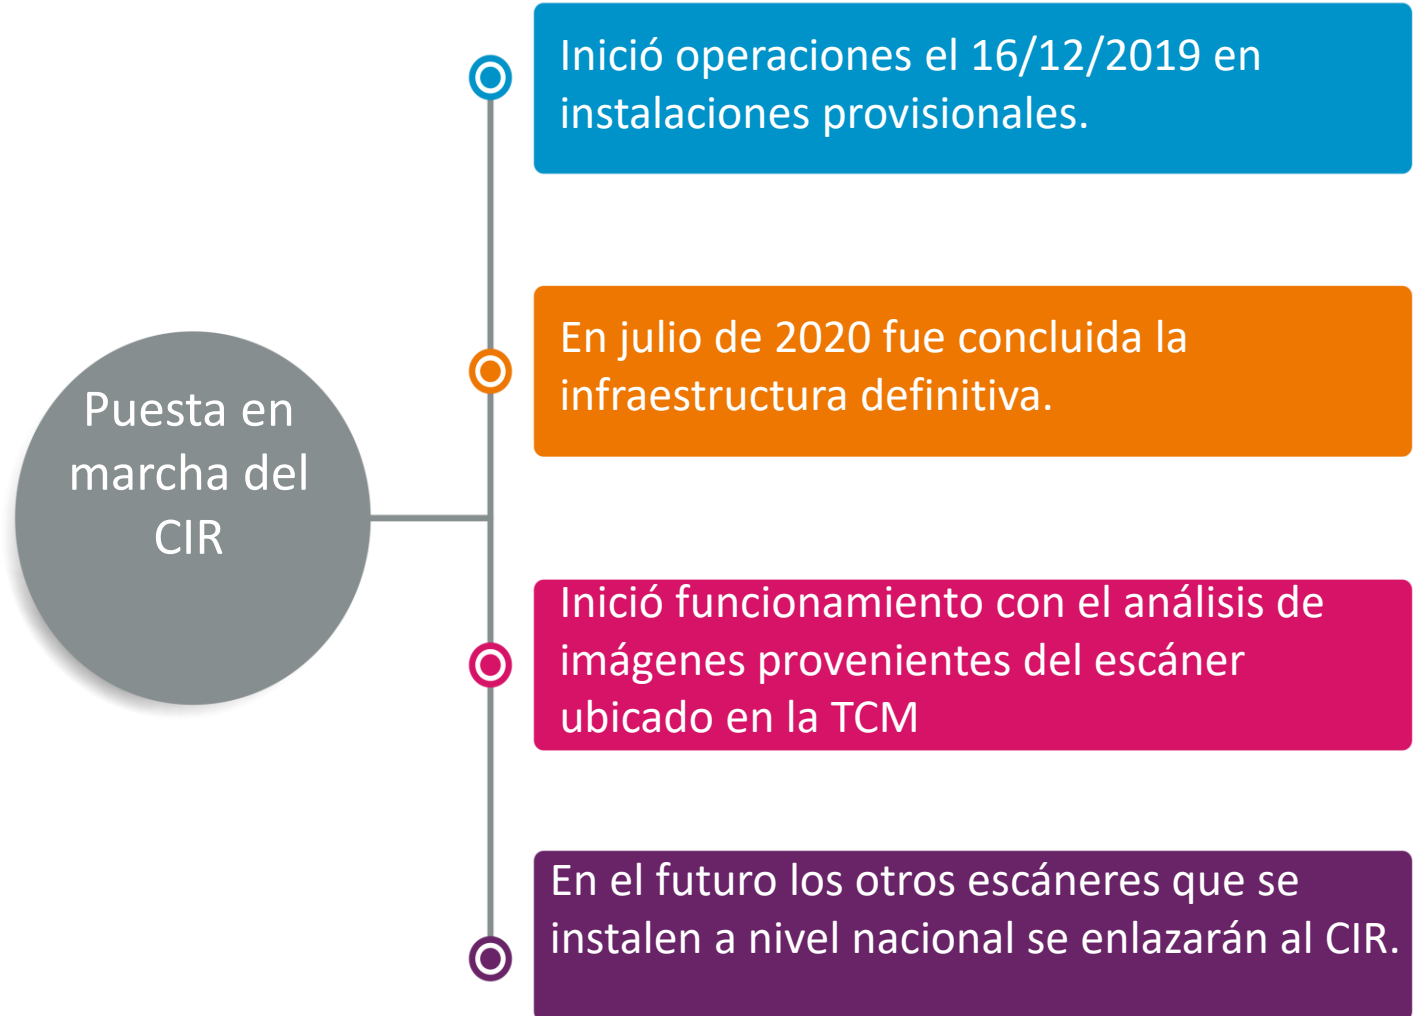 Inició operaciones el 16/12/2019 en
instalaciones provisionales.
En julio de 2020 fue concluida la
infraestructura definitiva.
Puesta en
marcha del
CIR
Inició funcionamiento con el análisis de
imágenes provenientes del escáner
ubicado en la TCM
En el futuro los otros escáneres que se
instalen a nivel nacional se enlazarán al CIR.